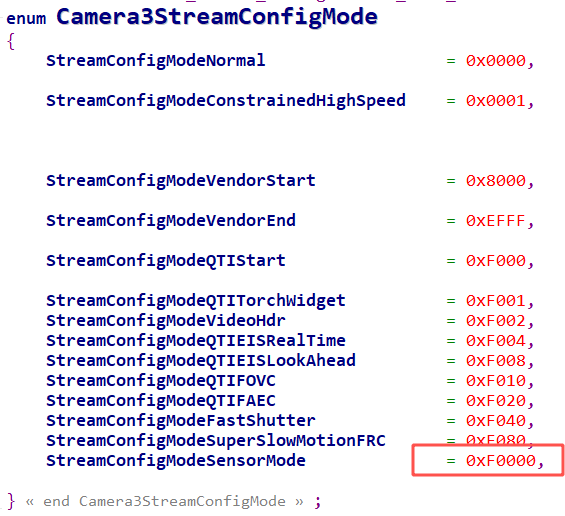 enum Camera3StreamConfigMode
{
StreamConfigModeNormal = 0x0000,
StreamConfigModeConstrainedHighSpeed = 0x0001,
StreamConfigModeVendorStart = 0x8000,
StreamConfigModeVendorEnd = 0xEFFF,
StreamConfigModeQTIStart = 0xF000,
StreamConfigModeQTITorchWidget = 0xF001,
StreamConfigModeVideoHdr = 0xF002,
StreamConfigModeQTIEISRealTime = 0xF004,
StreamConfigModeQTIEISLookAhead = 0xF008,
StreamConfigModeQTIFOVC = 0xF010,
StreamConfigModeQTIFAEC = 0xF020,
StreamConfigModeFastShutter = 0xF040,
StreamConfigModeSuperSlowMotionFRC = 0xF080,
StreamConfigModeSensorMode = 0xF0000,
} « end Camera3StreamConfigMode » ;